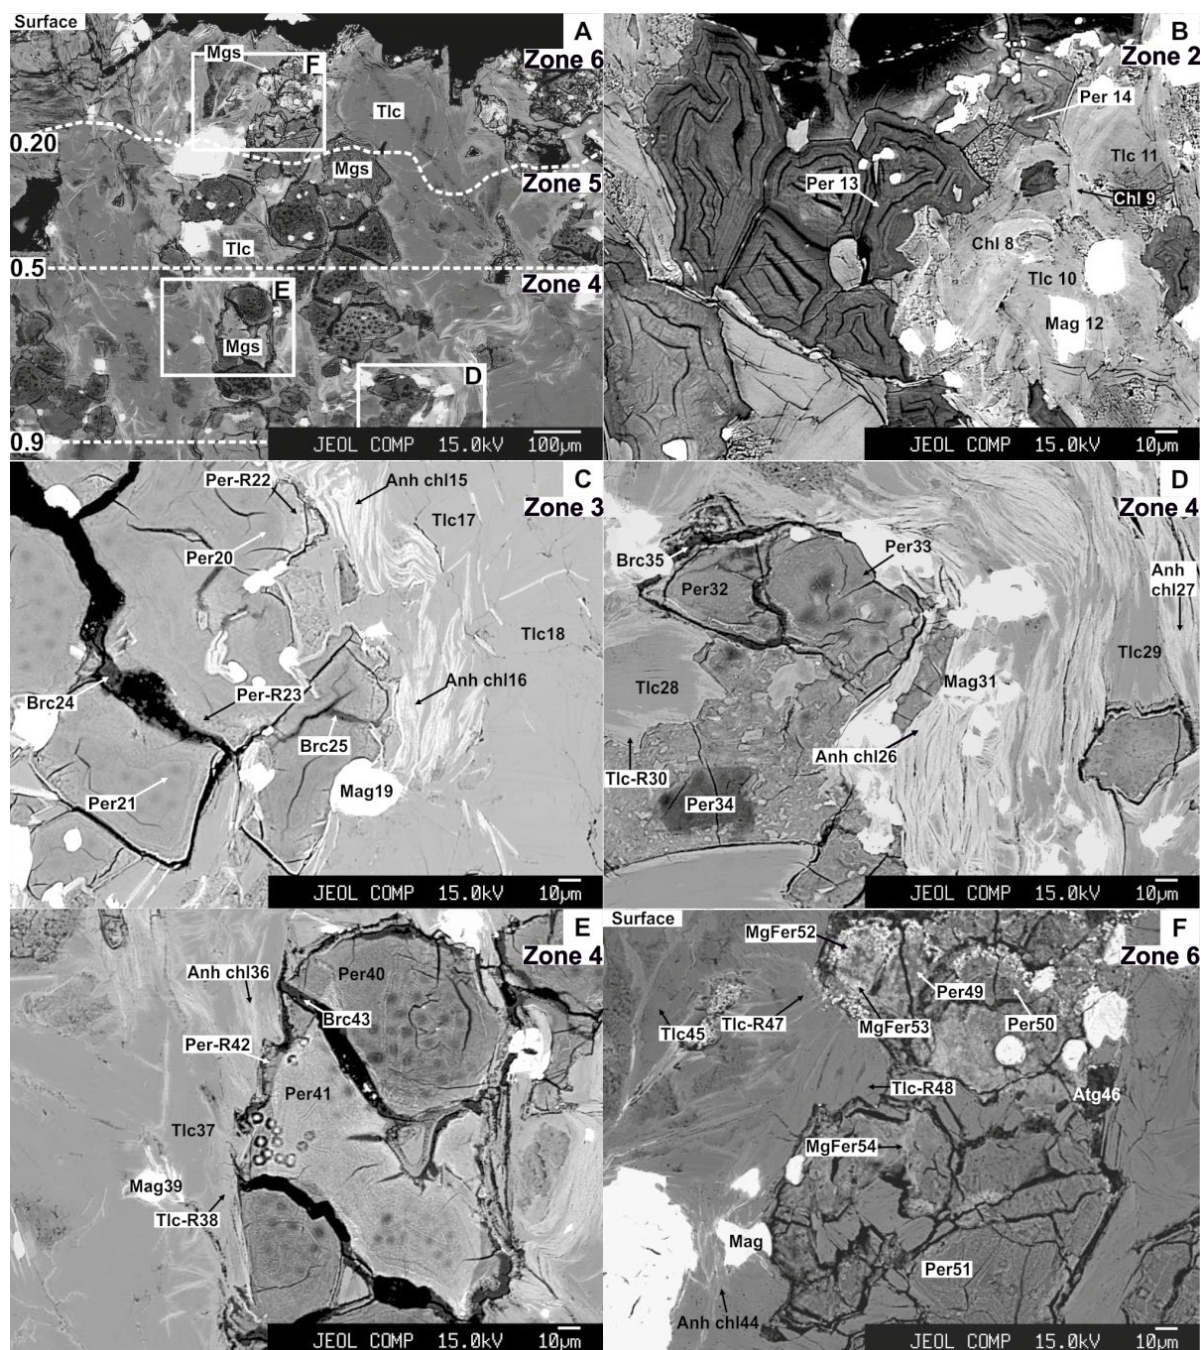 Surface
A
Mgs
F
Zone 6
Tlc
0.20
Mgs
Zone 5
Tlc
0.5
Zone 4
E
Mgs
D
0.9
JEOL COMP 15.0kV 100µm
B
Zone 2
Per 14
Tlc 11
Per 13
Chl 9
Chl 8
Tlc 10
Mag 12
JEOL COMP 15.0kV 10µm
C
Zone 3
Per-R22
Anh chl15
Tlc17
Per20
Tlc18
Anh chl16
Brc24
Per-R23
Brc25
Per21
Mag19
JEOL COMP 15.0kV 10µm
D
Zone 4
Brc35
Per33
Per32
Anh
chl27
Tlc29
Tlc28
Mag31
Anh chl26
Tlc-R30
Per34
JEOL COMP 15.0kV 10µm
E
Zone 4
Anh chl36
Per40
Brc43
Per-R42
Per41
Tlc37
Mag39
Tlc-R38
JEOL COMP 15.0kV 10µm
Surface
F
Zone 6
MgFer52
Per49
Tlc45
Tlc-R47
MgFer53
Per50
Tlc-R48
Atg46
MgFer54
Mag
Per51
Anh chl44
JEOL COMP 15.0kV 10µm